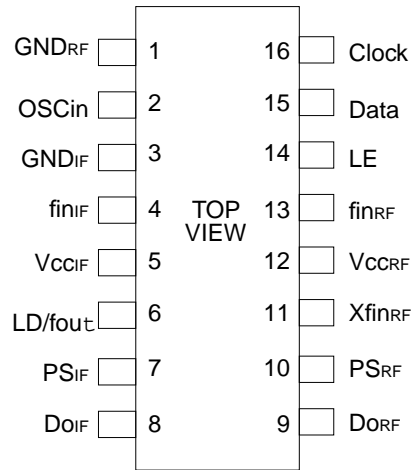 GNDRF 1 16 Clock
OSCin 2 15 Data
GNDIF 3 14 LE
finIF 4 TOP 13 finRF
VIEW
VccIF 5 12 VccRF
LD/fout 6 11 XfinRF
PSIF 7 10 PSRF
DoIF 8 9 DoRF